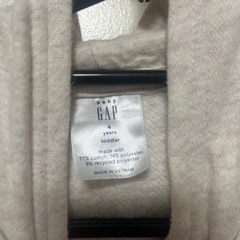 baby
GAP
4
years
toddler
made with
77% cotton, 14% polyester,
9% recycled polyester
MADE IN VIETNAM